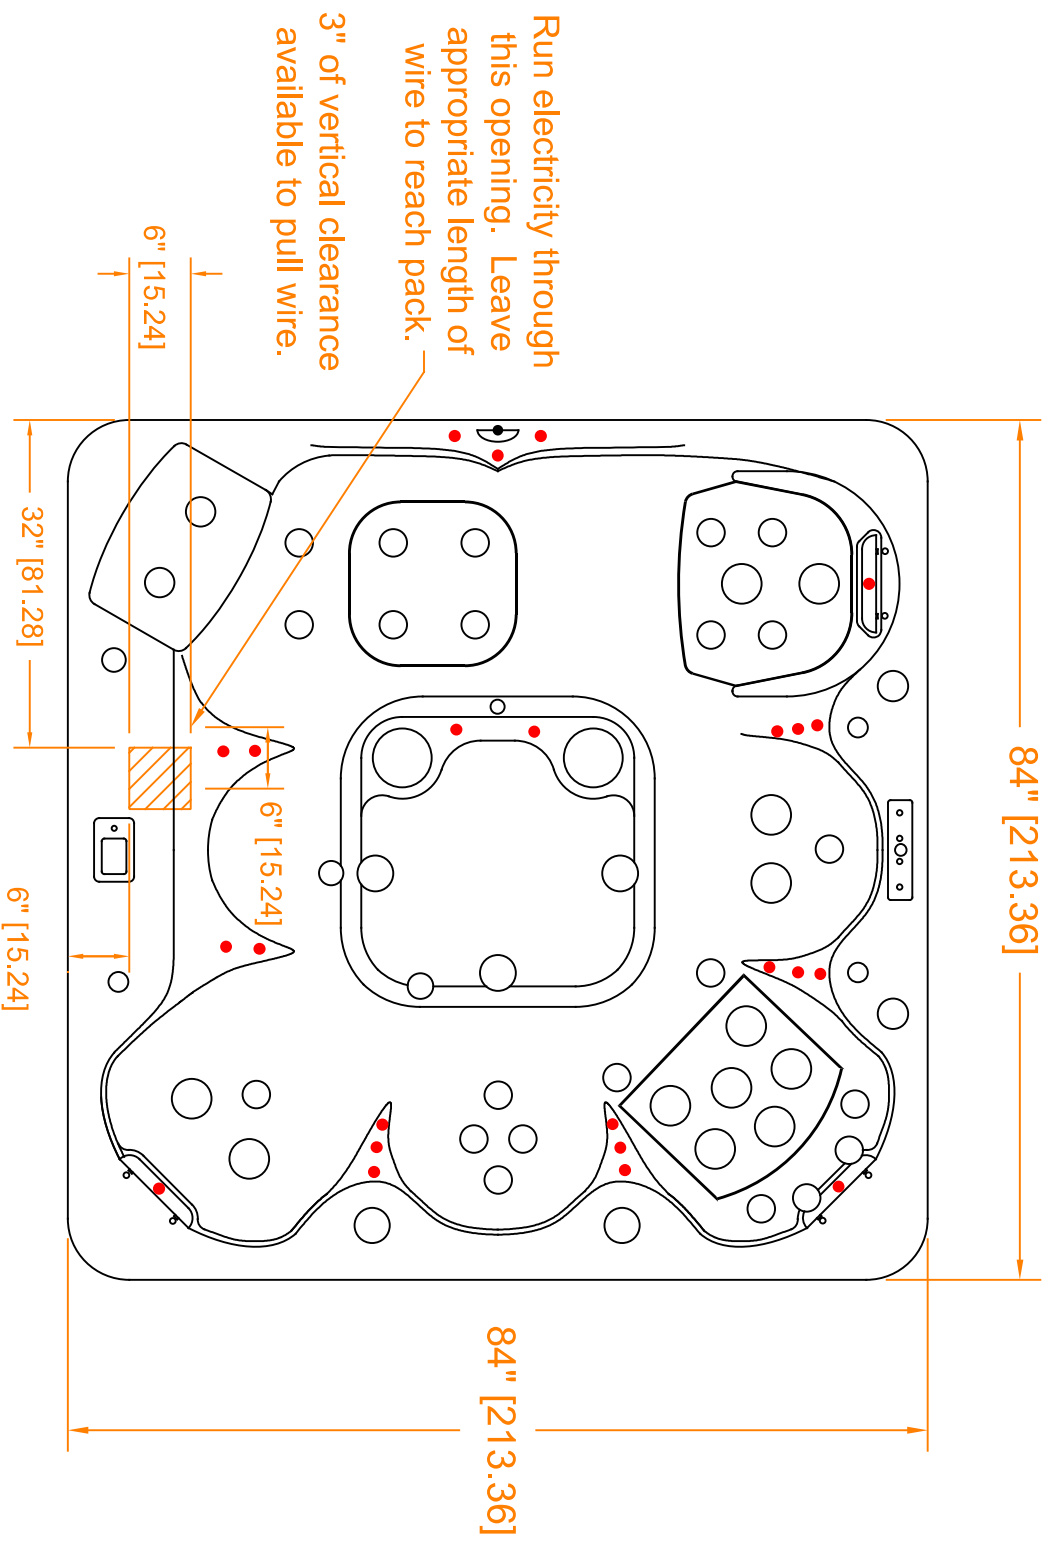 Run electricity through
this opening.  Leave
appropriate length of
wire to reach pack.
3" of vertical clearance
available to pull wire.
6" [15.24]
32" [81.28]
6" [15.24]
6" [15.24]
84" [213.36]
84" [213.36]